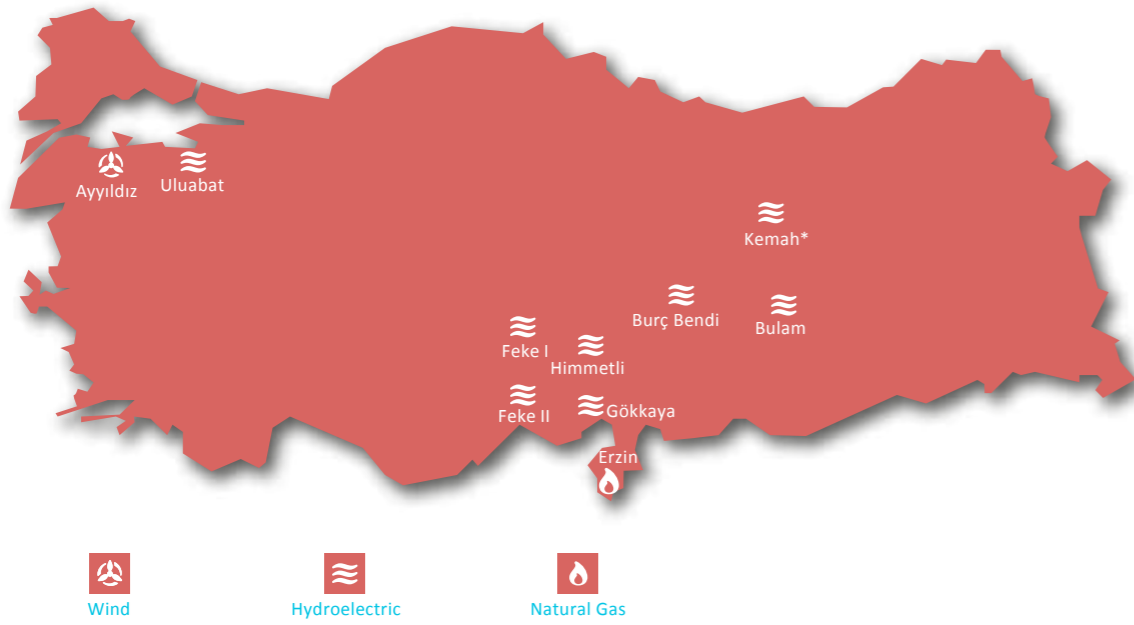 Ayyıldız
Uluabat
Kemah*
Burç Bendi
Bulam
Feke I
Himmetli
Feke II
Gökkaya
Erzin
Wind
Hydroelectric
Natural Gas